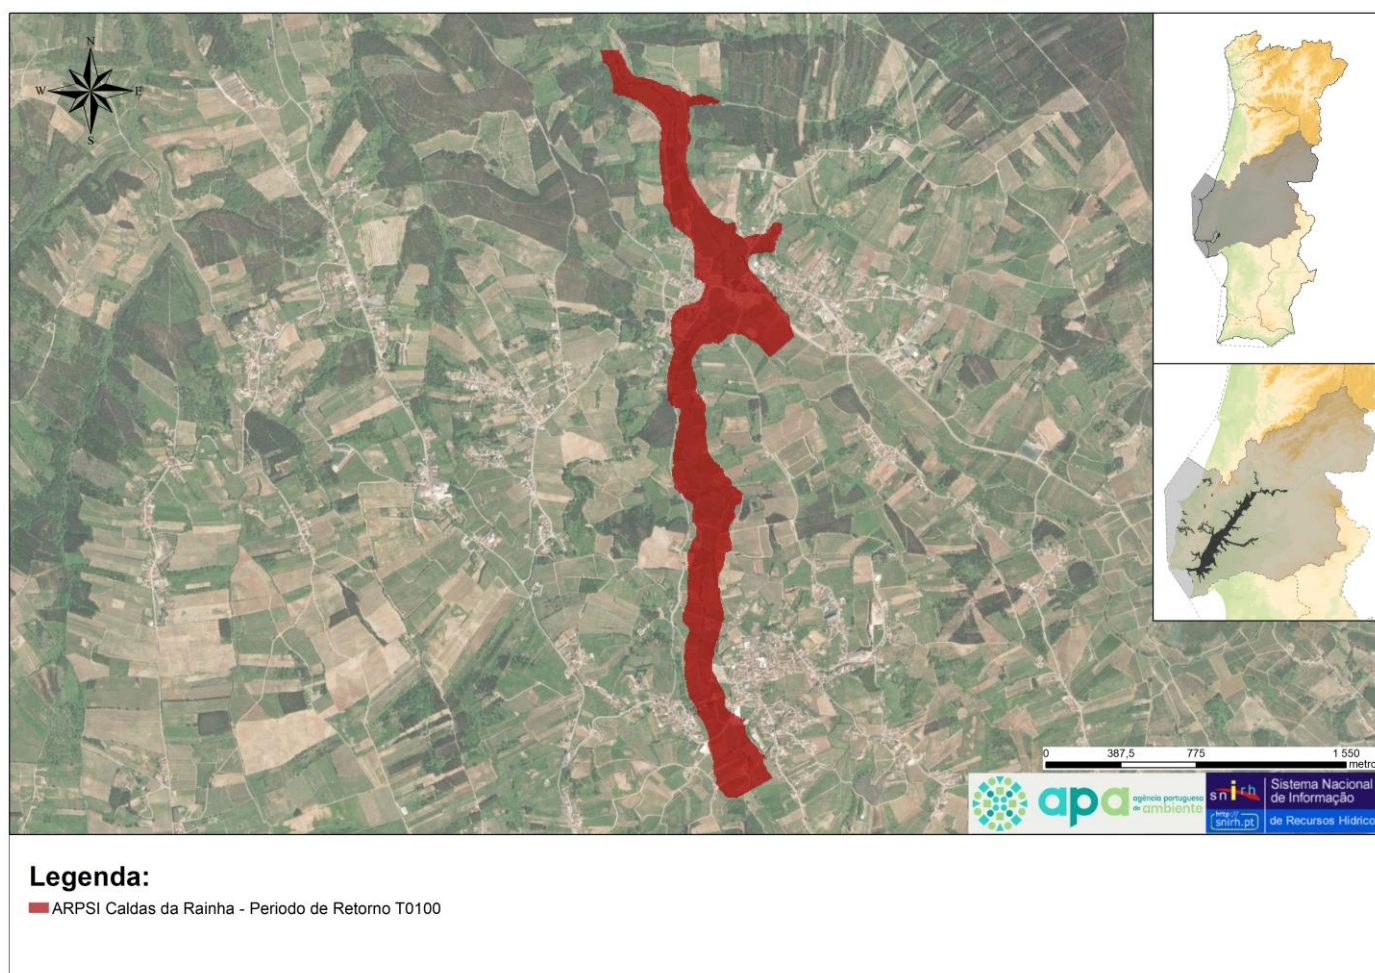 N
W E
S
0 387,5 775 1 550
metro
apa agência portuguesa
do ambiente
snirh
Sistema Nacional
de Informação
http://
snirh.pt
de Recursos Hidrico
Legenda:
ARPSI Caldas da Rainha - Periodo de Retorno T0100